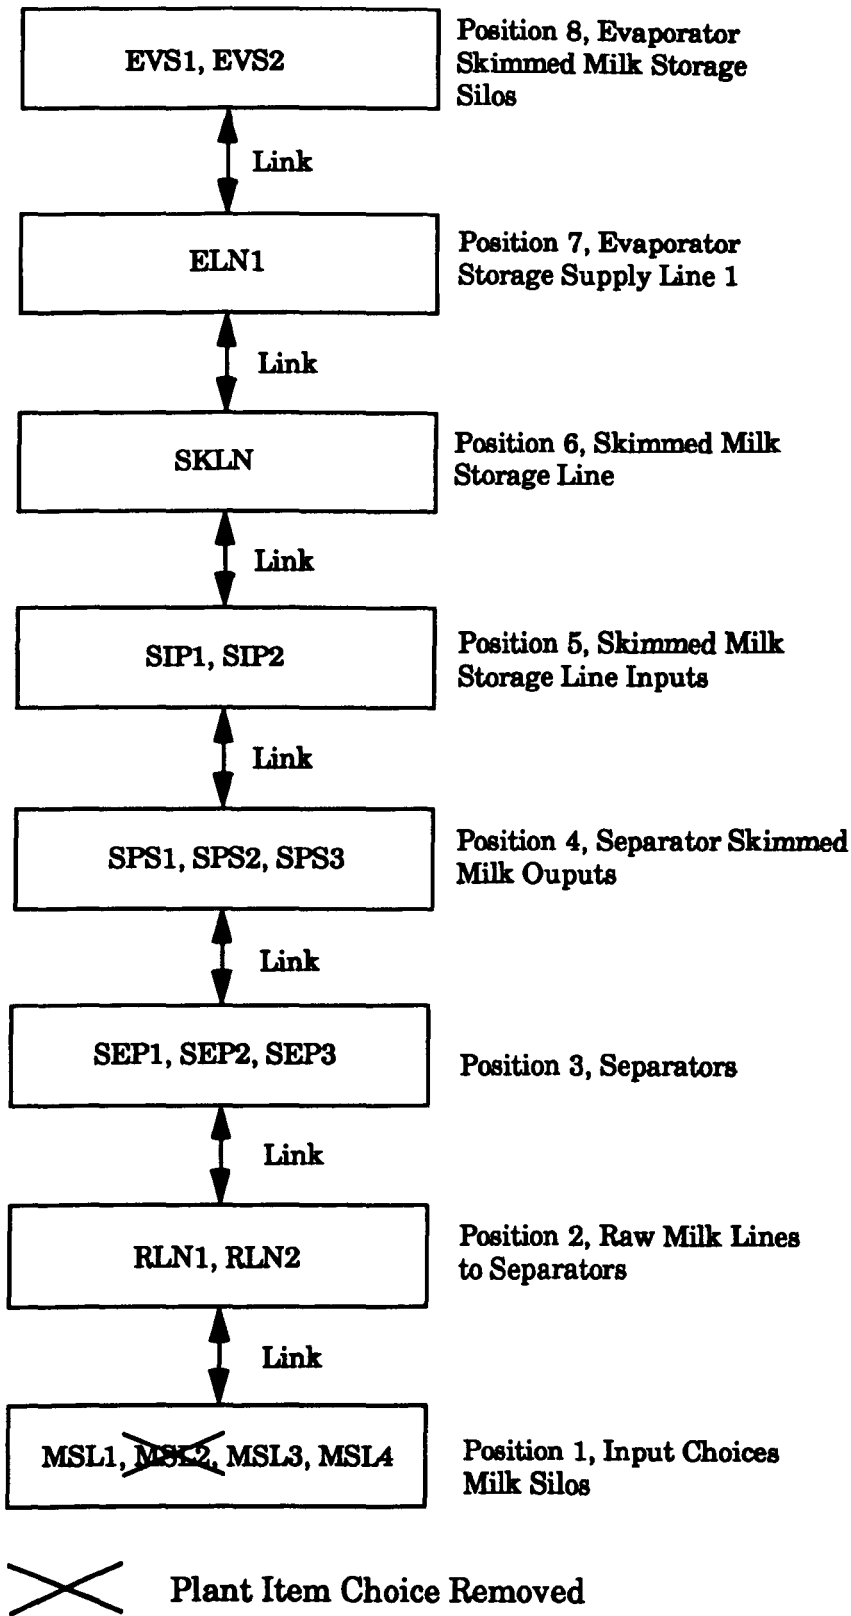 EVS1, EVS2
Position 8, Evaporator
Skimmed Milk Storage
Silos
Link
ELN1
Position 7, Evaporator
Storage Supply Line 1
Link
SKLN
Position 6, Skimmed Milk
Storage Line
Link
SIP1, SIP2
Position 5, Skimmed Milk
Storage Line Inputs
Link
SPS1, SPS2, SPS3
Position 4, Separator Skimmed
Milk Ouputs
Link
SEP1, SEP2, SEP3
Position 3, Separators
Link
RLN1, RLN2
Position 2, Raw Milk Lines
to Separators
Link
MSL1, MSL2, MSL3, MSL4
Position 1, Input Choices
Milk Silos
Plant Item Choice Removed